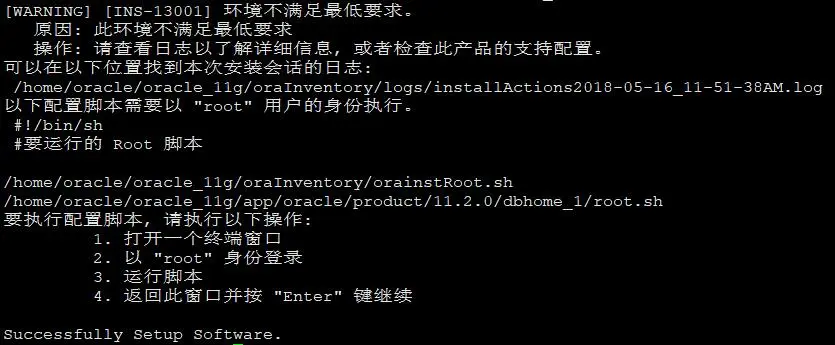 [WARNING] [INS-13001] 环境不满足最低要求。
原因: 此环境不满足最低要求
操作: 请查看日志以了解详细信息, 或者检查此产品的支持配置。
可以在以下位置找到本次安装会话的日志:
/home/oracle/oracle_11g/oraInventory/logs/installActions2018-05-16_11-51-38AM.log
以下配置脚本需要以 "root" 用户的身份执行。
#!/bin/sh
#要运行的 Root 脚本
/home/oracle/oracle_11g/oraInventory/orainstRoot.sh
/home/oracle/oracle_11g/app/oracle/product/11.2.0/dbhome_1/root.sh
要执行配置脚本, 请执行以下操作:
1. 打开一个终端窗口
2. 以 "root" 身份登录
3. 运行脚本
4. 返回此窗口并按 "Enter" 键继续
Successfully Setup Software.